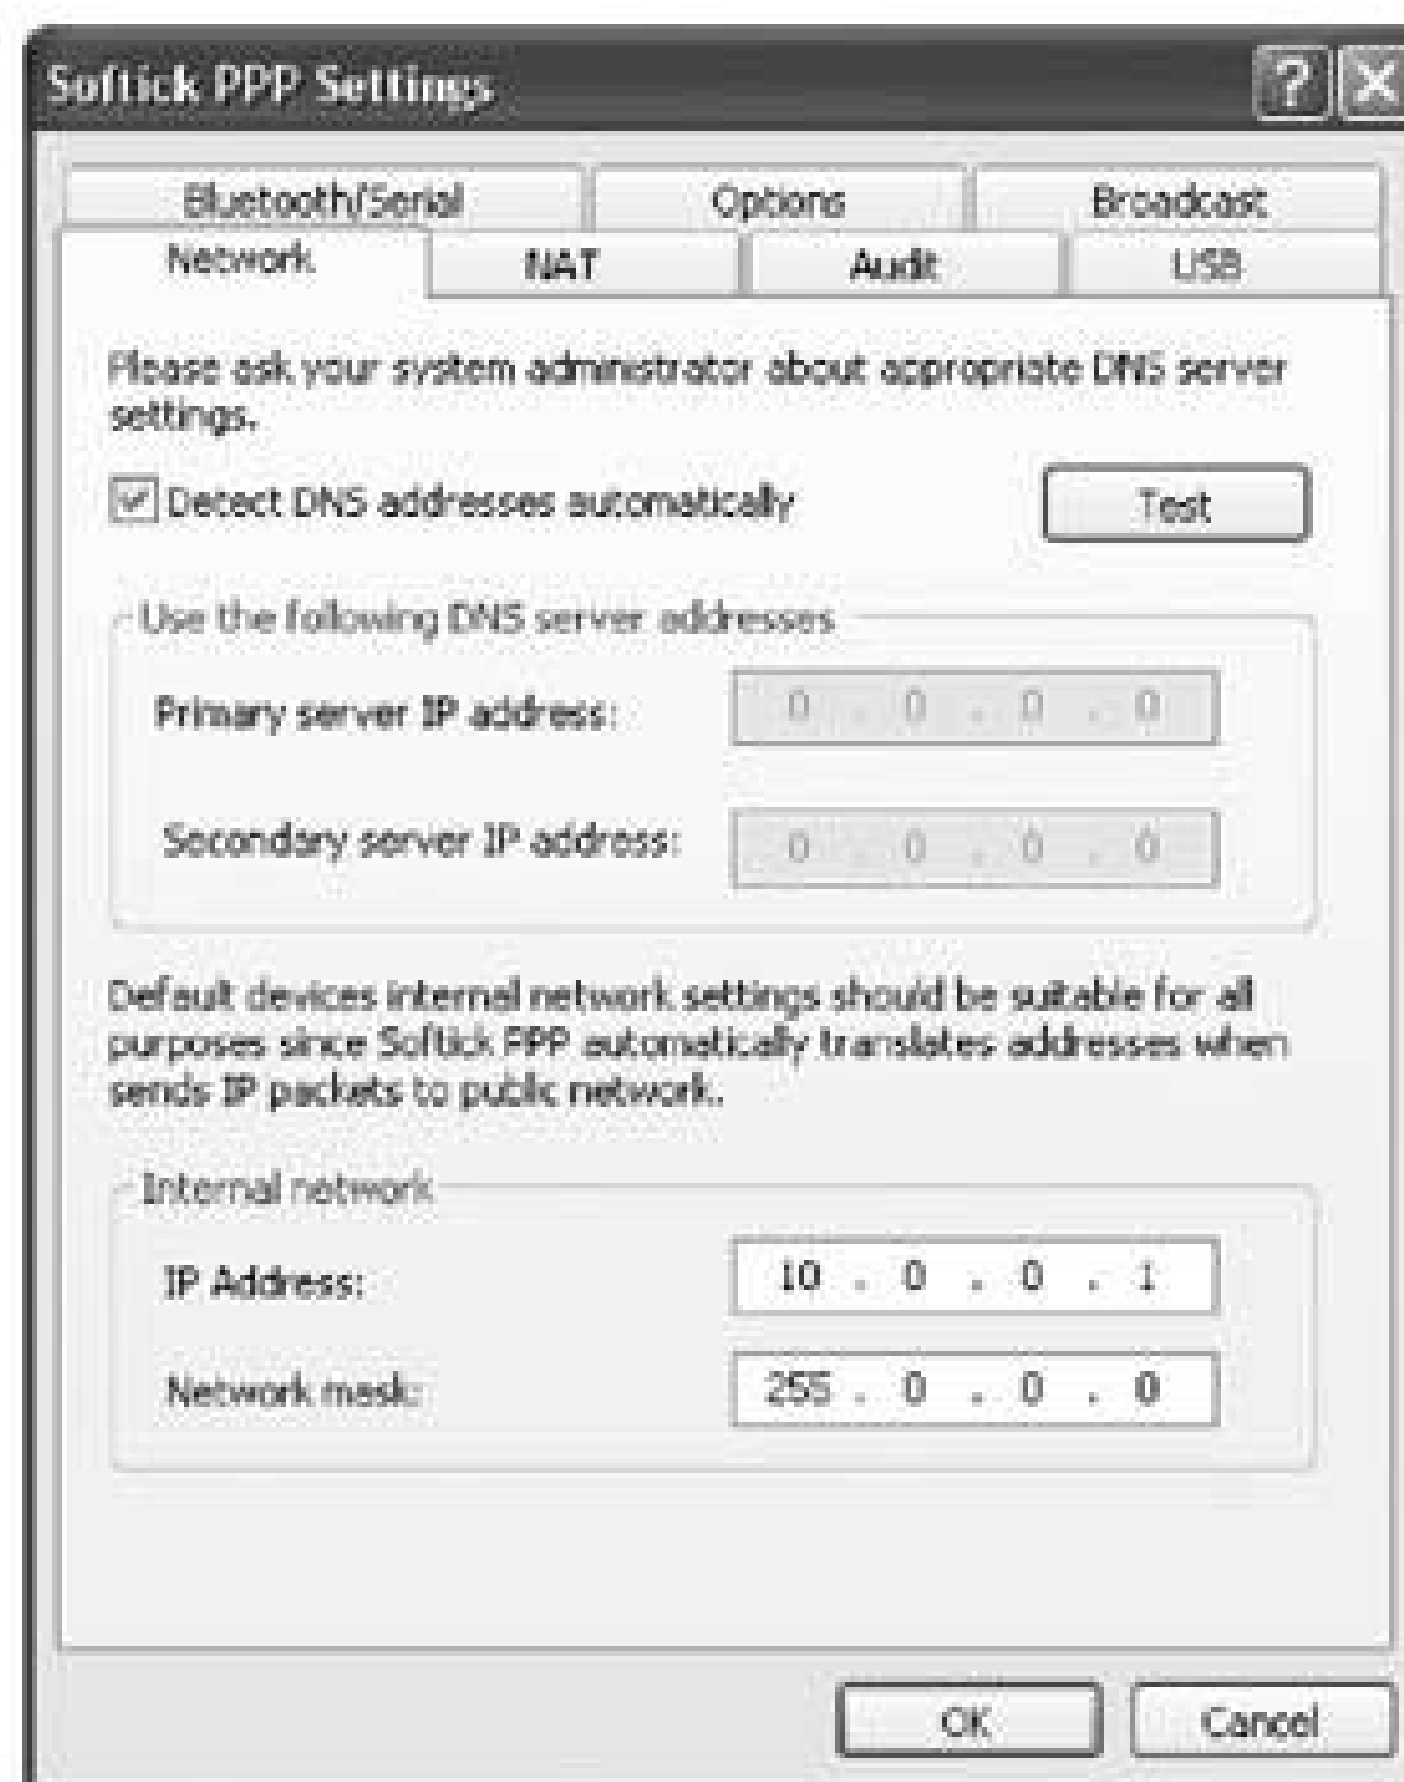 Softick PPP Settings
Bluetooth/Serial Options Broadcast
Network NAT Audit USB
Please ask your system administrator about appropriate DNS server
settings.
Detect DNS addresses automatically Test
Use the following DNS server addresses
Primary server IP address: 0 . 0 . 0 . 0
Secondary server IP address: 0 . 0 . 0 . 0
Default devices internal network settings should be suitable for all
purposes since Softick PPP automatically translates addresses when
sends IP packets to public network.
Internal network
IP Address: 10 . 0 . 0 . 1
Network mask: 255 . 0 . 0 . 0
OK Cancel